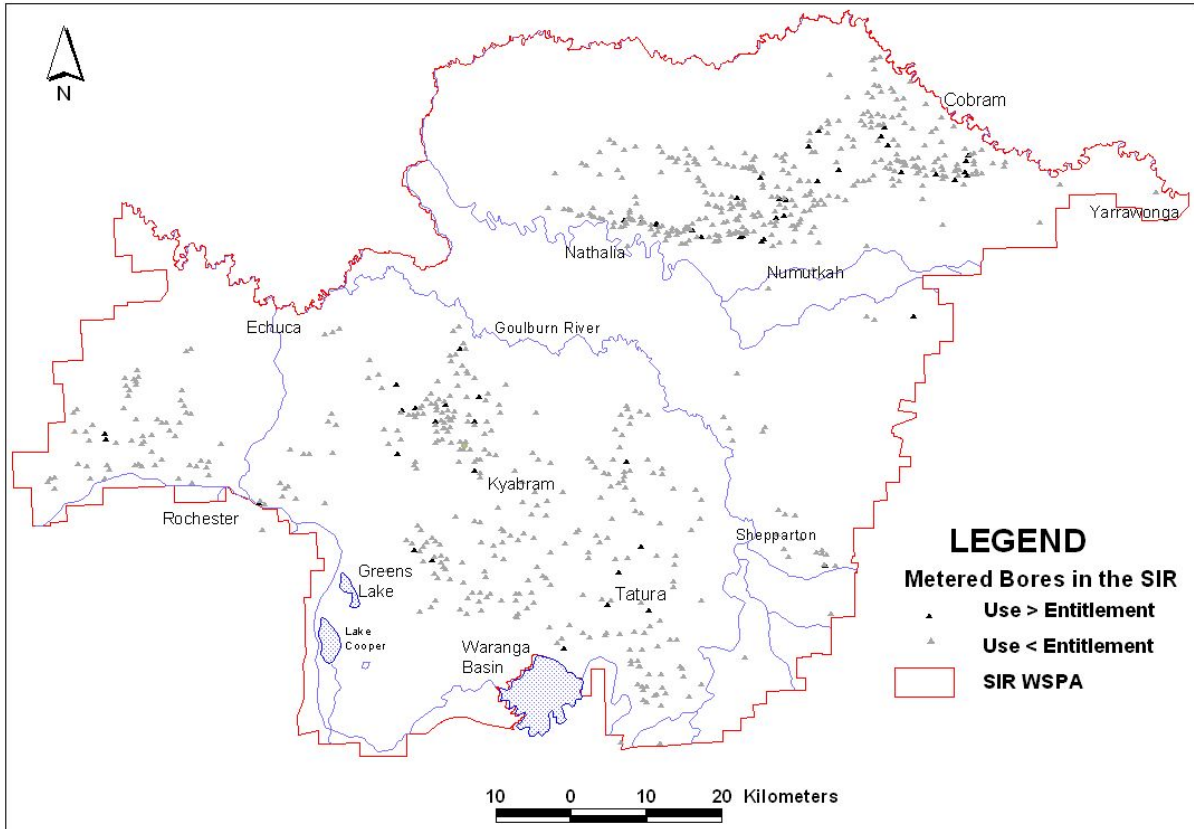 N
Cobram
Yarrawonga
Nathalia
Numurkah
Echuca
Goulburn River
Kyabram
Rochester
Shepparton
Greens
Lake
Tatura
Lake
Cooper
Waranga
Basin
LEGEND
Metered Bores in the SIR
Use > Entitlement
Use < Entitlement
SIR WSPA
10 0 10 20 Kilometers